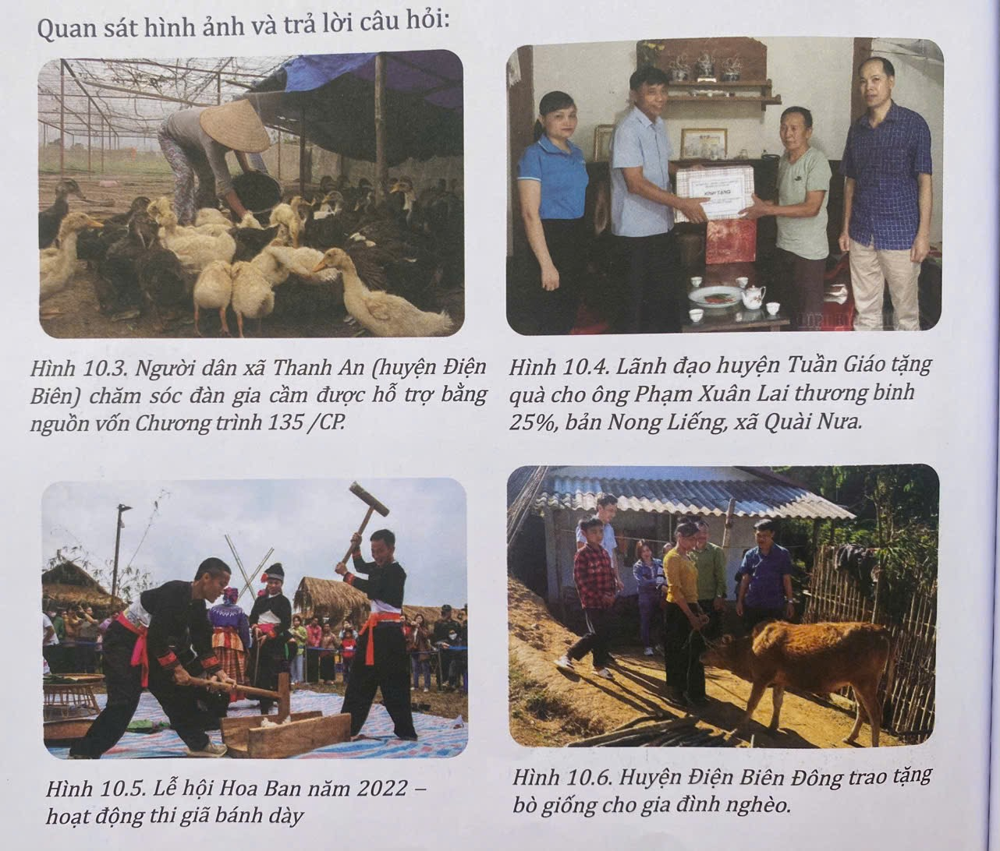 Quan sát hình ảnh và trả lời câu hỏi:
KÍNH TẶNG
Hình 10.3. Người dân xã Thanh An (huyện Điện
Biên) chăm sóc đàn gia cầm được hỗ trợ bằng
nguồn vốn Chương trình 135 /CP.
Hình 10.4. Lãnh đạo huyện Tuần Giáo tặng
quà cho ông Phạm Xuân Lai thương binh
25%, bản Nong Liếng, xã Quài Nưa.
Hình 10.5. Lễ hội Hoa Ban năm 2022 –
hoạt động thi giã bánh dày
Hình 10.6. Huyện Điện Biên Đông trao tặng
bò giống cho gia đình nghèo.